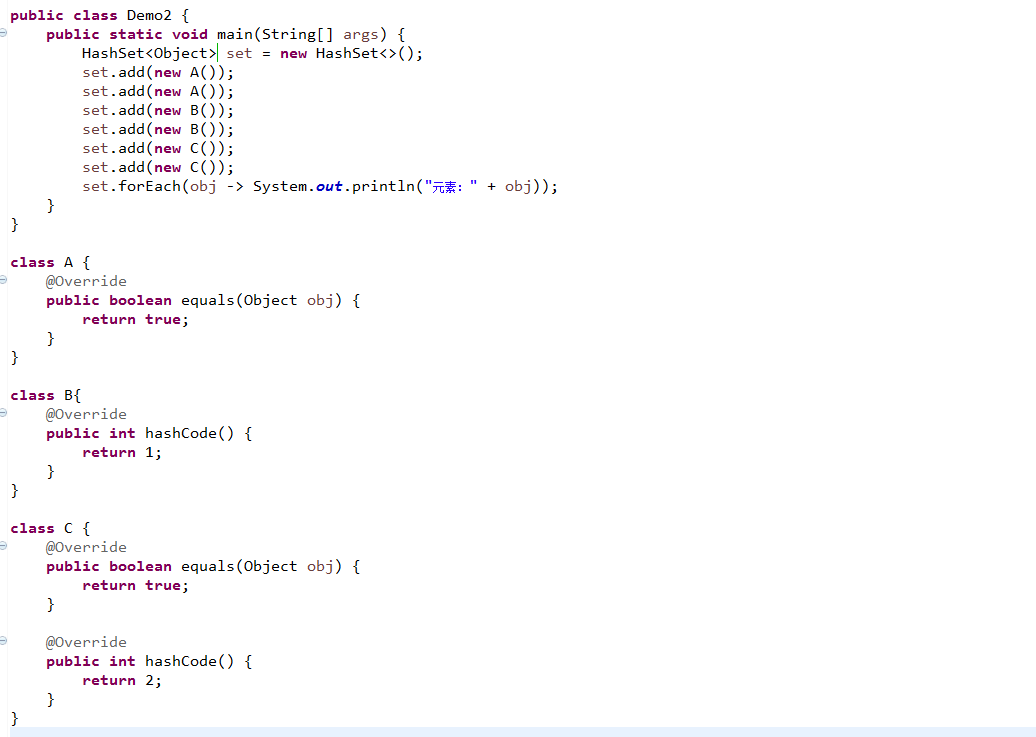 public class Demo2 {
public static void main(String[] args) {
HashSet<Object> set = new HashSet<>();
set.add(new A());
set.add(new A());
set.add(new B());
set.add(new B());
set.add(new C());
set.add(new C());
set.forEach(obj -> System.out.println("元素：" + obj));
}
}
class A {
@Override
public boolean equals(Object obj) {
return true;
}
}
class B{
@Override
public int hashCode() {
return 1;
}
}
class C {
@Override
public boolean equals(Object obj) {
return true;
}
@Override
public int hashCode() {
return 2;
}
}